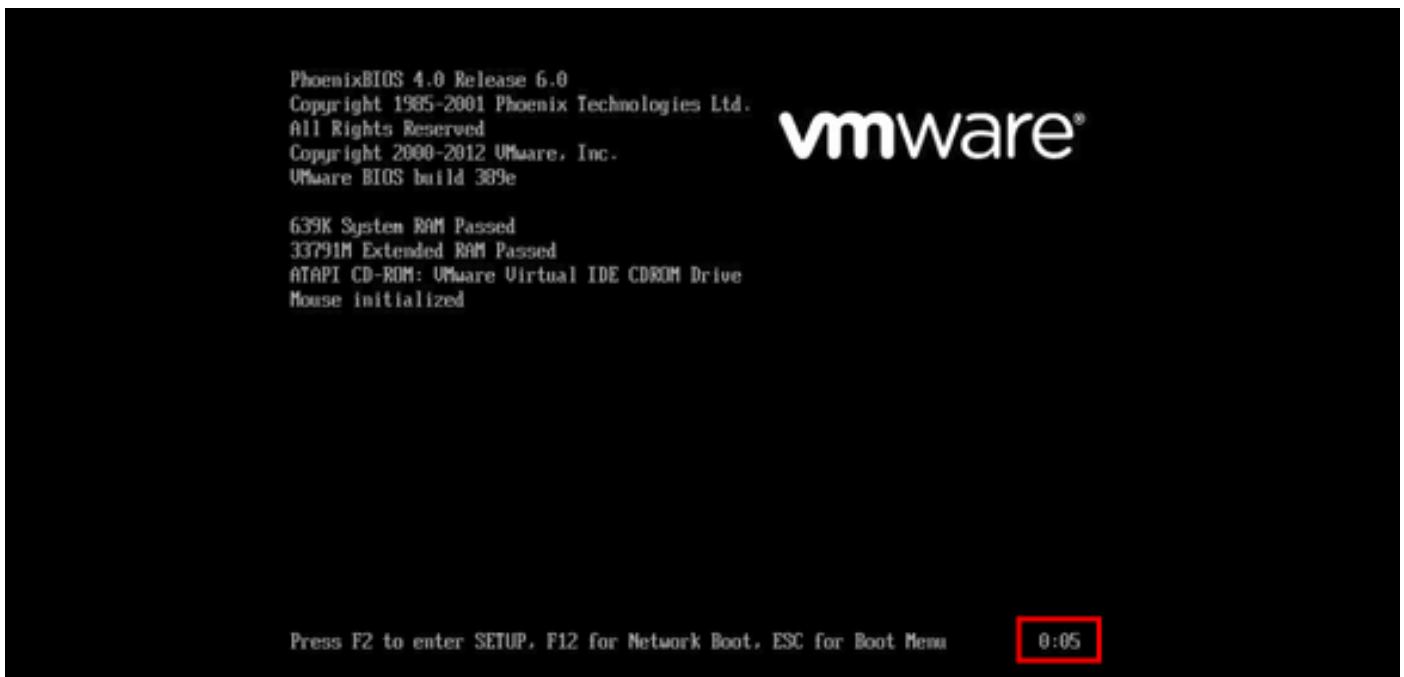 PhoenixBIOS 4.0 Release 6.0
Copyright 1985-2001 Phoenix Technologies Ltd.
All Rights Reserved
Copyright 2000-2012 VMware, Inc.
VMware BIOS build 389e
vmware®
639K System RAM Passed
33791M Extended RAM Passed
ATAPI CD-ROM: VMware Virtual IDE CDROM Drive
Mouse initialized
Press F2 to enter SETUP, F12 for Network Boot, ESC for Boot Menu 0:05